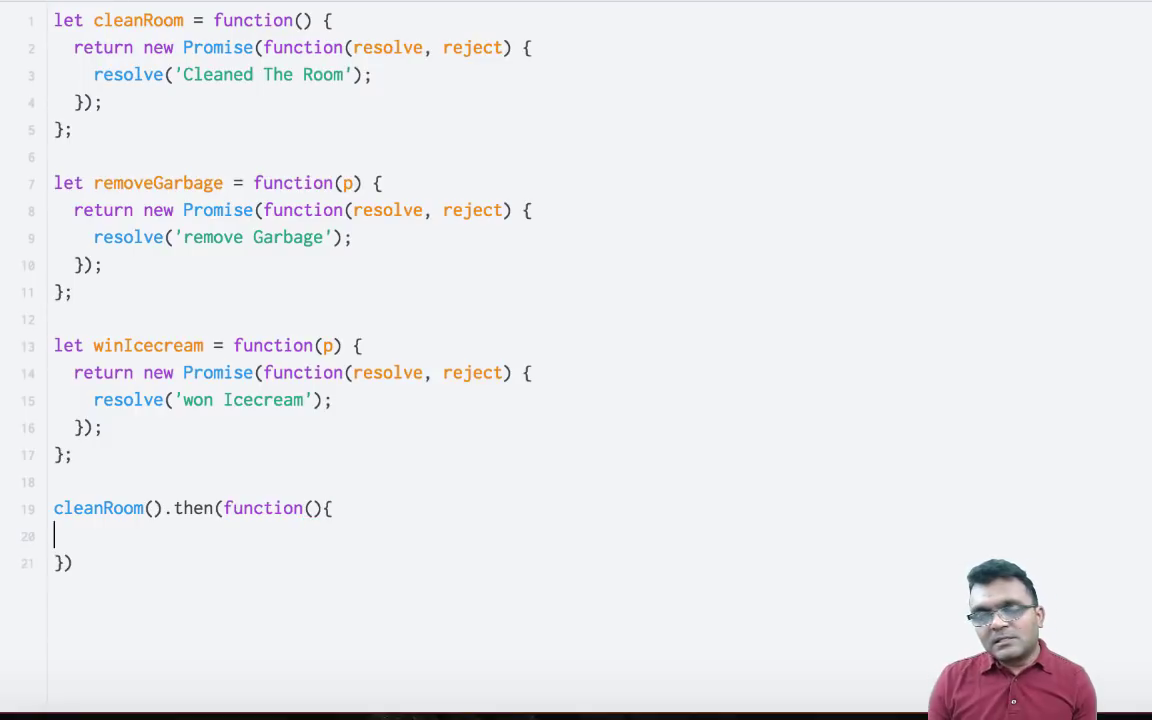 1 let cleanRoom = function() {
2 return new Promise(function(resolve, reject) {
3 resolve('Cleaned The Room');
4 });
5 };
6
7 let removeGarbage = function(p) {
8 return new Promise(function(resolve, reject) {
9 resolve('remove Garbage');
10 });
11 };
12
13 let winIcecream = function(p) {
14 return new Promise(function(resolve, reject) {
15 resolve('won Icecream');
16 });
17 };
18
19 cleanRoom().then(function(){
20
21 })